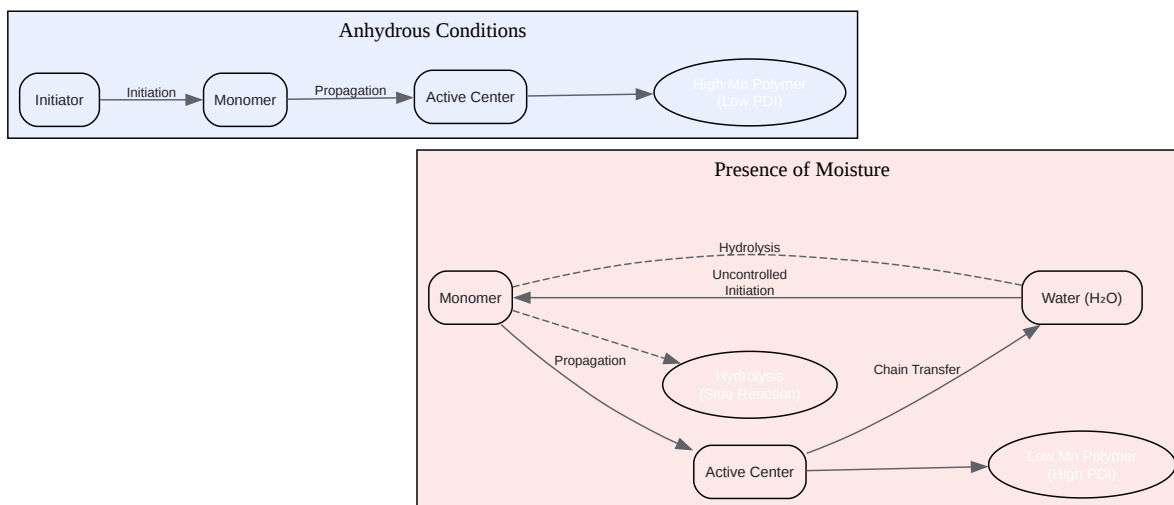 Anhydrous Conditions
Initiator
Initiation
Monomer
Propagation
Active Center
High Mn Polymer
(Low PDI)
Presence of Moisture
Hydrolysis
Uncontrolled
Initiation
Monomer
Water (H₂O)
Propagation
Hydrolysis
(Side Reaction)
Chain Transfer
Active Center
Low Mn Polymer
(High PDI)